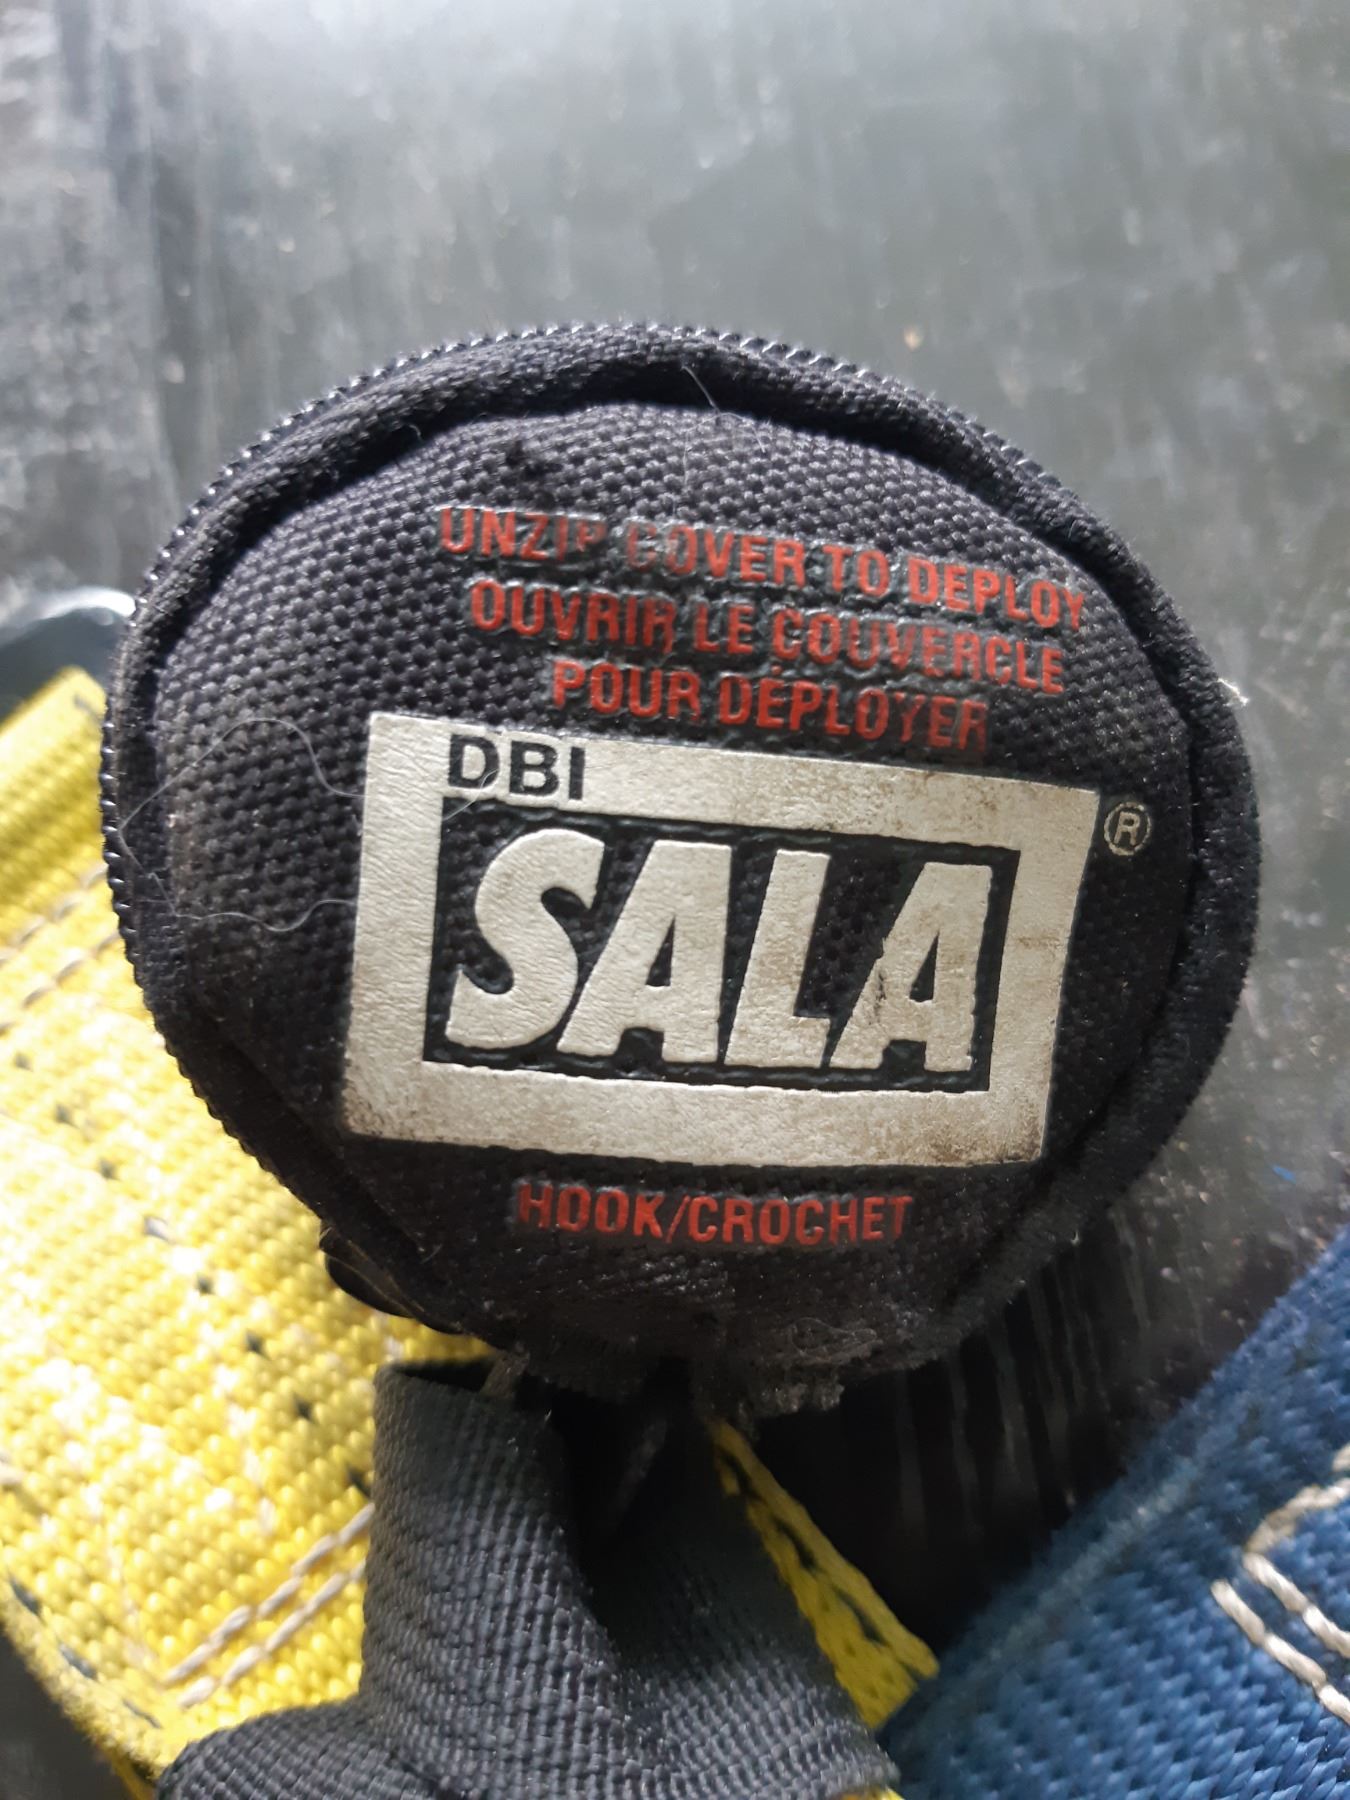 UNZIP COVER TO DEPLOY
OUVRIR LE COUVERCLE
POUR DÉPLOYER
DBI
SALA®
HOOK/CROCHET